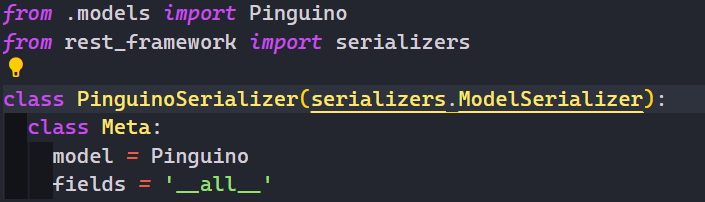 from .models import Pinguino
from rest_framework import serializers
class PinguinoSerializer(serializers.ModelSerializer):
class Meta:
model = Pinguino
fields = '__all__'